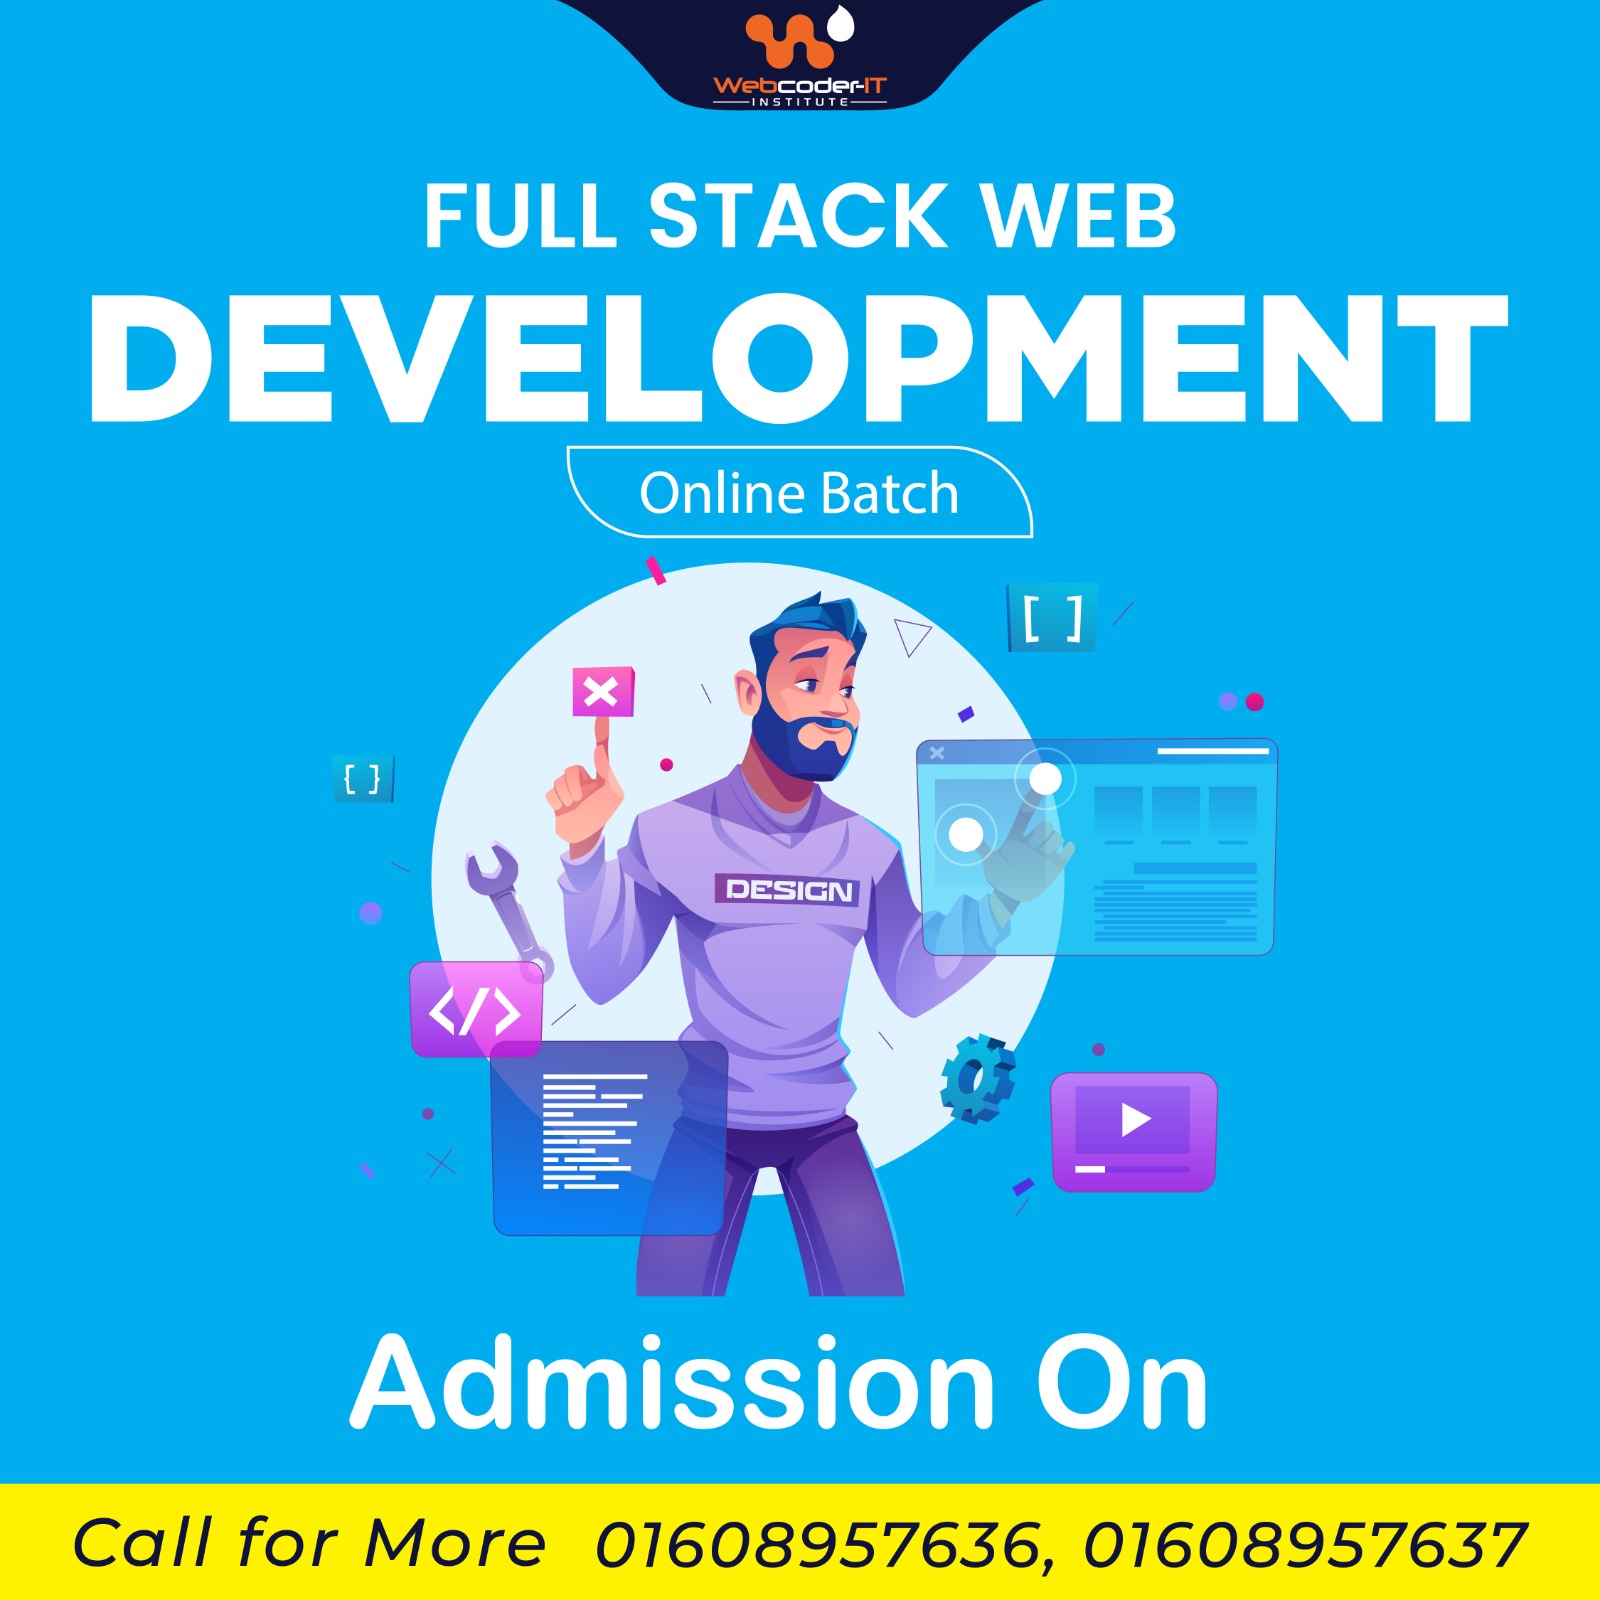 Webcoder-IT
INSTITUTE
FULL STACK WEB
DEVELOPMENT
Online Batch
[ ]
{ }
DESIGN
</>
Admission On
Call for More 01608957636, 01608957637